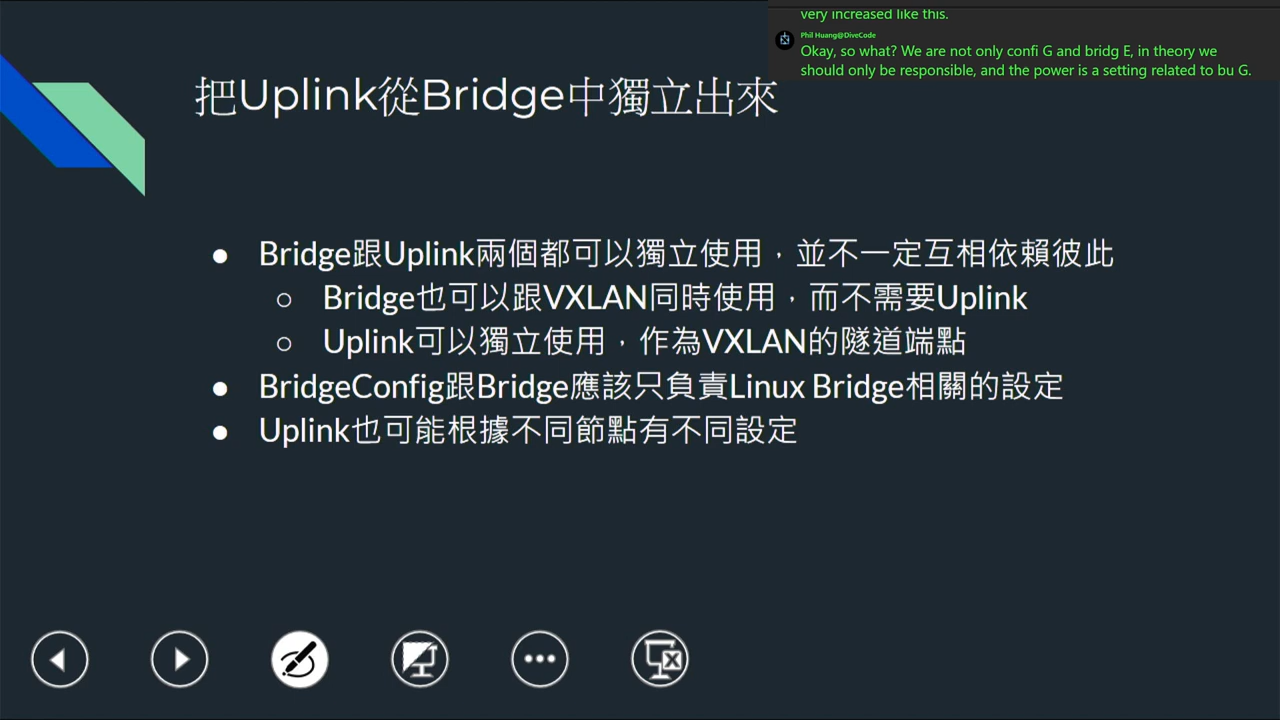 very increased like this.
Phil Huang@DiveCode
Okay, so what? We are not only confi G and bridg E, in theory we
should only be responsible, and the power is a setting related to bu G.
把Uplink從Bridge中獨立出來
● Bridge跟Uplink兩個都可以獨立使用，並不一定互相依賴彼此
○ Bridge也可以跟VXLAN同時使用，而不需要Uplink
○ Uplink可以獨立使用，作為VXLAN的隧道端點
● BridgeConfig跟Bridge應該只負責Linux Bridge相關的設定
● Uplink也可能根據不同節點有不同設定